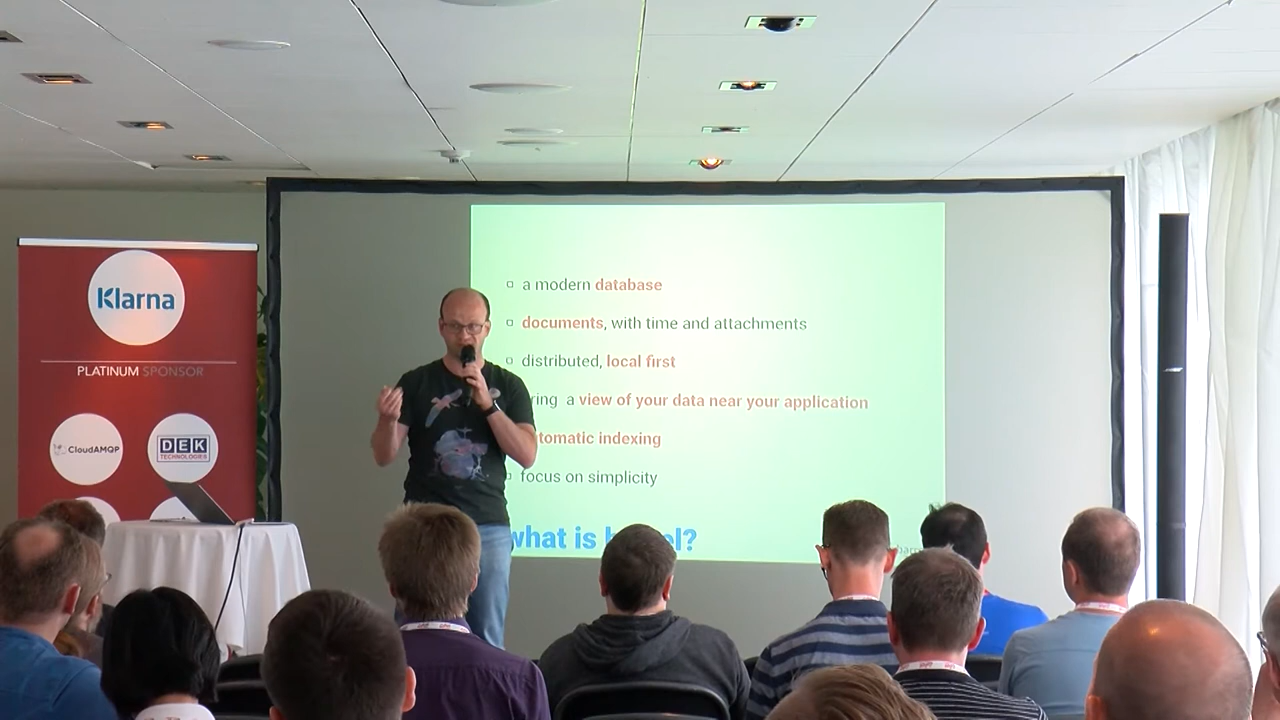 Klarna
PLATINUM SPONSOR
CloudAMQP
DEK
TECHNOLOGIES
a modern database
documents, with time and attachments
distributed, local first
a view of your data near your application
indexing
focus on simplicity
what is